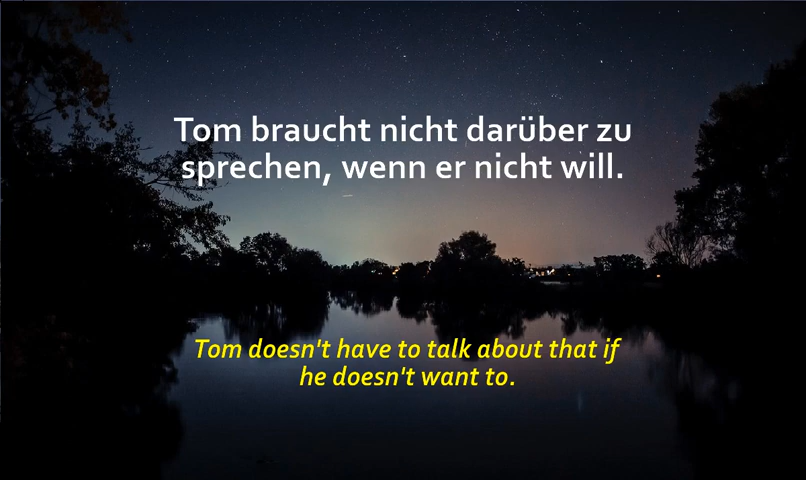 Tom braucht nicht darüber zu
sprechen, wenn er nicht will.
Tom doesn't have to talk about that if
he doesn't want to.